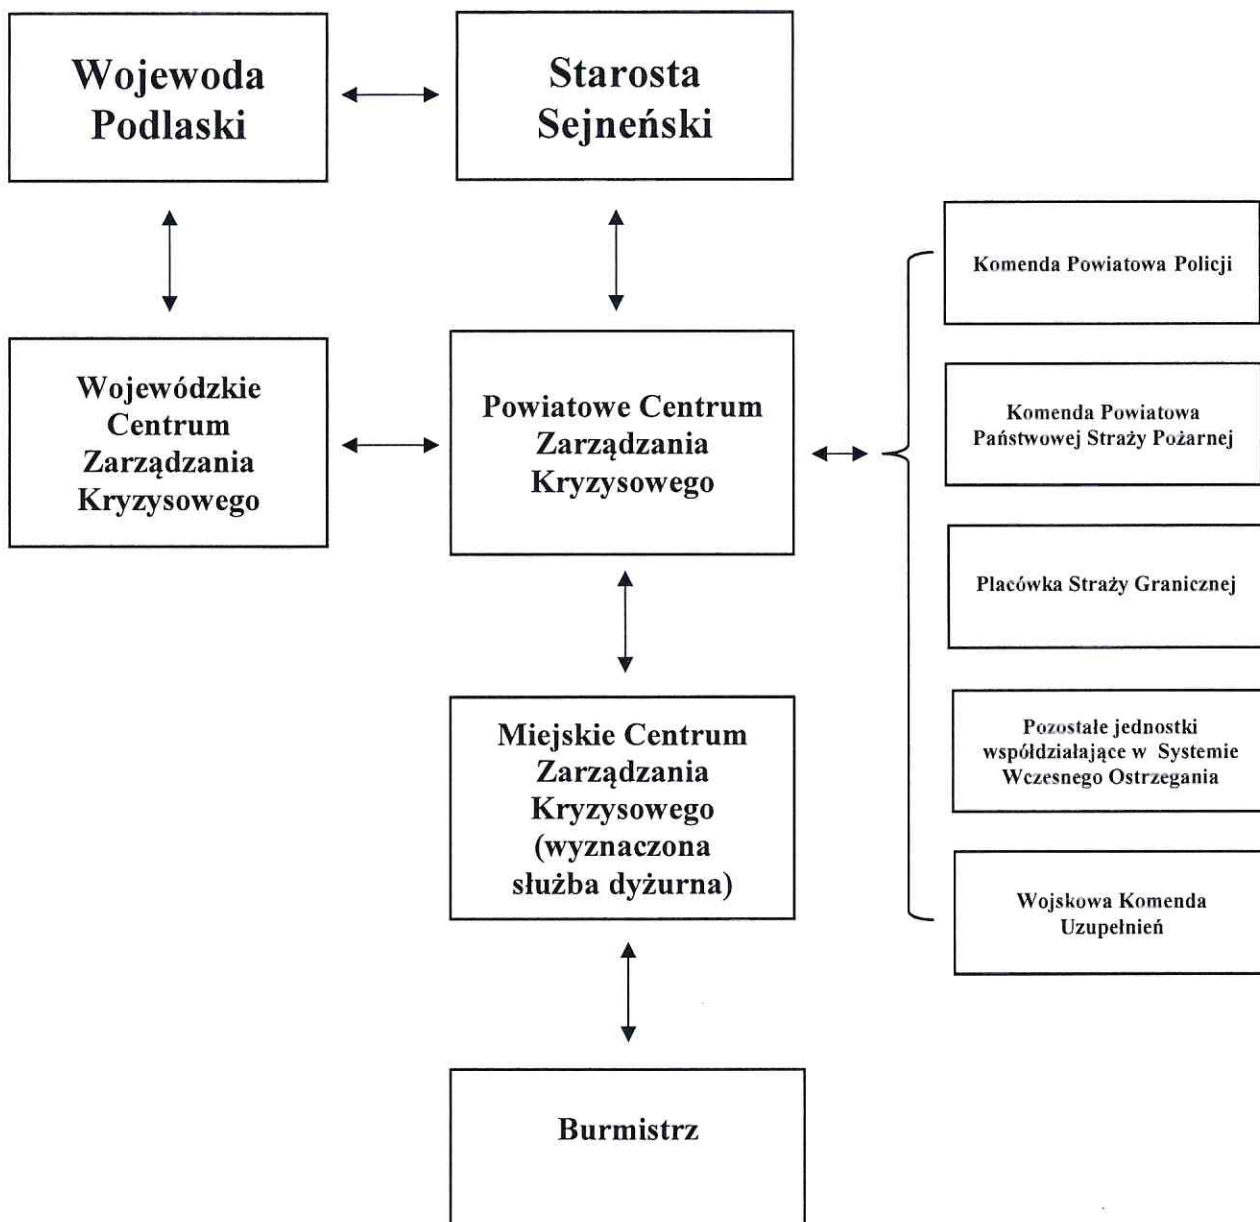 Wojewoda
Podlaski
Starosta
Sejneński
Komenda Powiatowa Policji
Wojewódzkie
Centrum
Zarządzania
Kryzysowego
Powiatowe Centrum
Zarządzania
Kryzysowego
Komenda Powiatowa
Państwowej Straży Pożarnej
Placówka Straży Granicznej
Miejskie Centrum
Zarządzania
Kryzysowego
(wyznaczona
służba dyżurna)
Pozostałe jednostki
współdziałające w Systemie
Wczesnego Ostrzegania
Wojskowa Komenda
Uzupełnień
Burmistrz